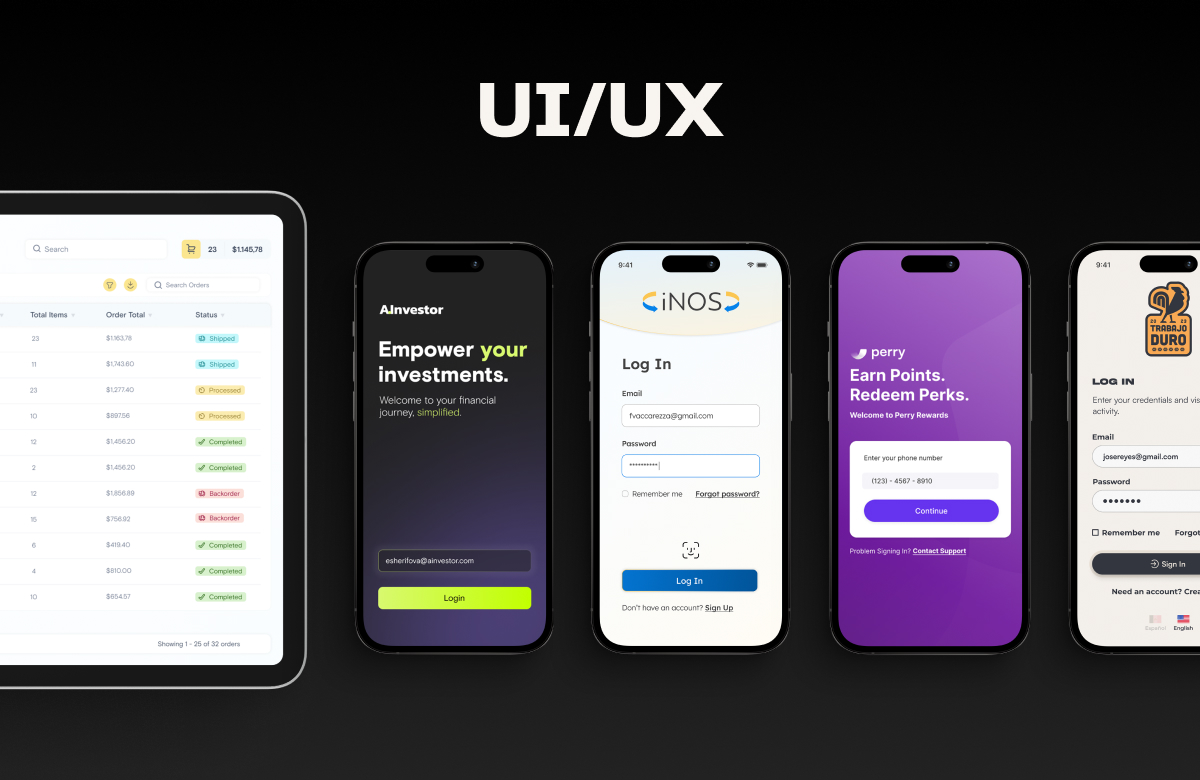 UI/UX
Search
23
$1.145,78
Search Orders
Total Items
Order Total
Status
23
$1.163,78
Shipped
11
$1,743.60
Shipped
23
$1,277.40
Processed
10
$897.56
Processed
12
$1,456.20
Completed
2
$1,456.20
Completed
12
$1,856.89
Backorder
15
$756.92
Backorder
6
$419.40
Completed
4
$810.00
Completed
10
$654.57
Completed
Showing 1 - 25 of 32 orders
AInvestor
Empower your
investments.
Welcome to your financial
journey, simplified.
esherifova@ainvestor.com
Login
9:41
iNOS
Log In
Email
fvaccarezza@gmail.com
Password
**********
Remember me
Forgot password?
Log In
Don't have an account? Sign Up
perry
Earn Points.
Redeem Perks.
Welcome to Perry Rewards
Enter your phone number
(123) - 4567 - 8910
Continue
Problem Signing In? Contact Support
9:41
TRABAJO
DURO
LOG IN
Enter your credentials and vis
activity.
Email
josereyes@gmail.com
Password
•••••••
Remember me
Forgot
Sign In
Need an account? Crea
Español
English